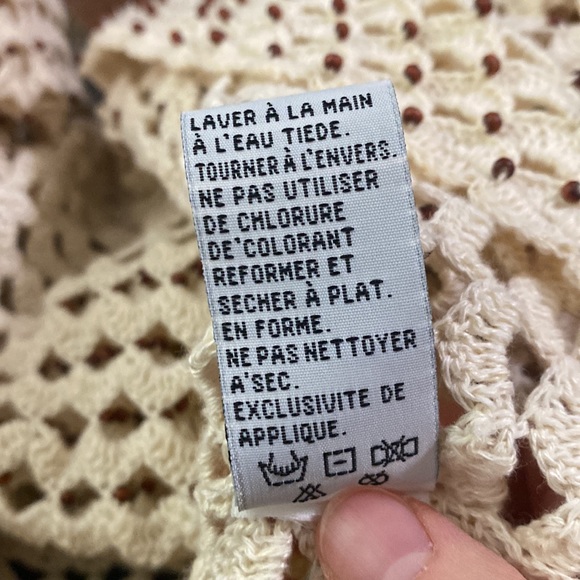 LAVER À LA MAIN
À L'EAU TIEDE.
TOURNER À L'ENVERS.
NE PAS UTILISER
DE CHLORURE
DE'COLORANT
REFORMER ET
SECHER À PLAT.
EN FORME.
NE PAS NETTOYER
A'SEC.
EXCLUSIVITE DE
APPLIQUE.